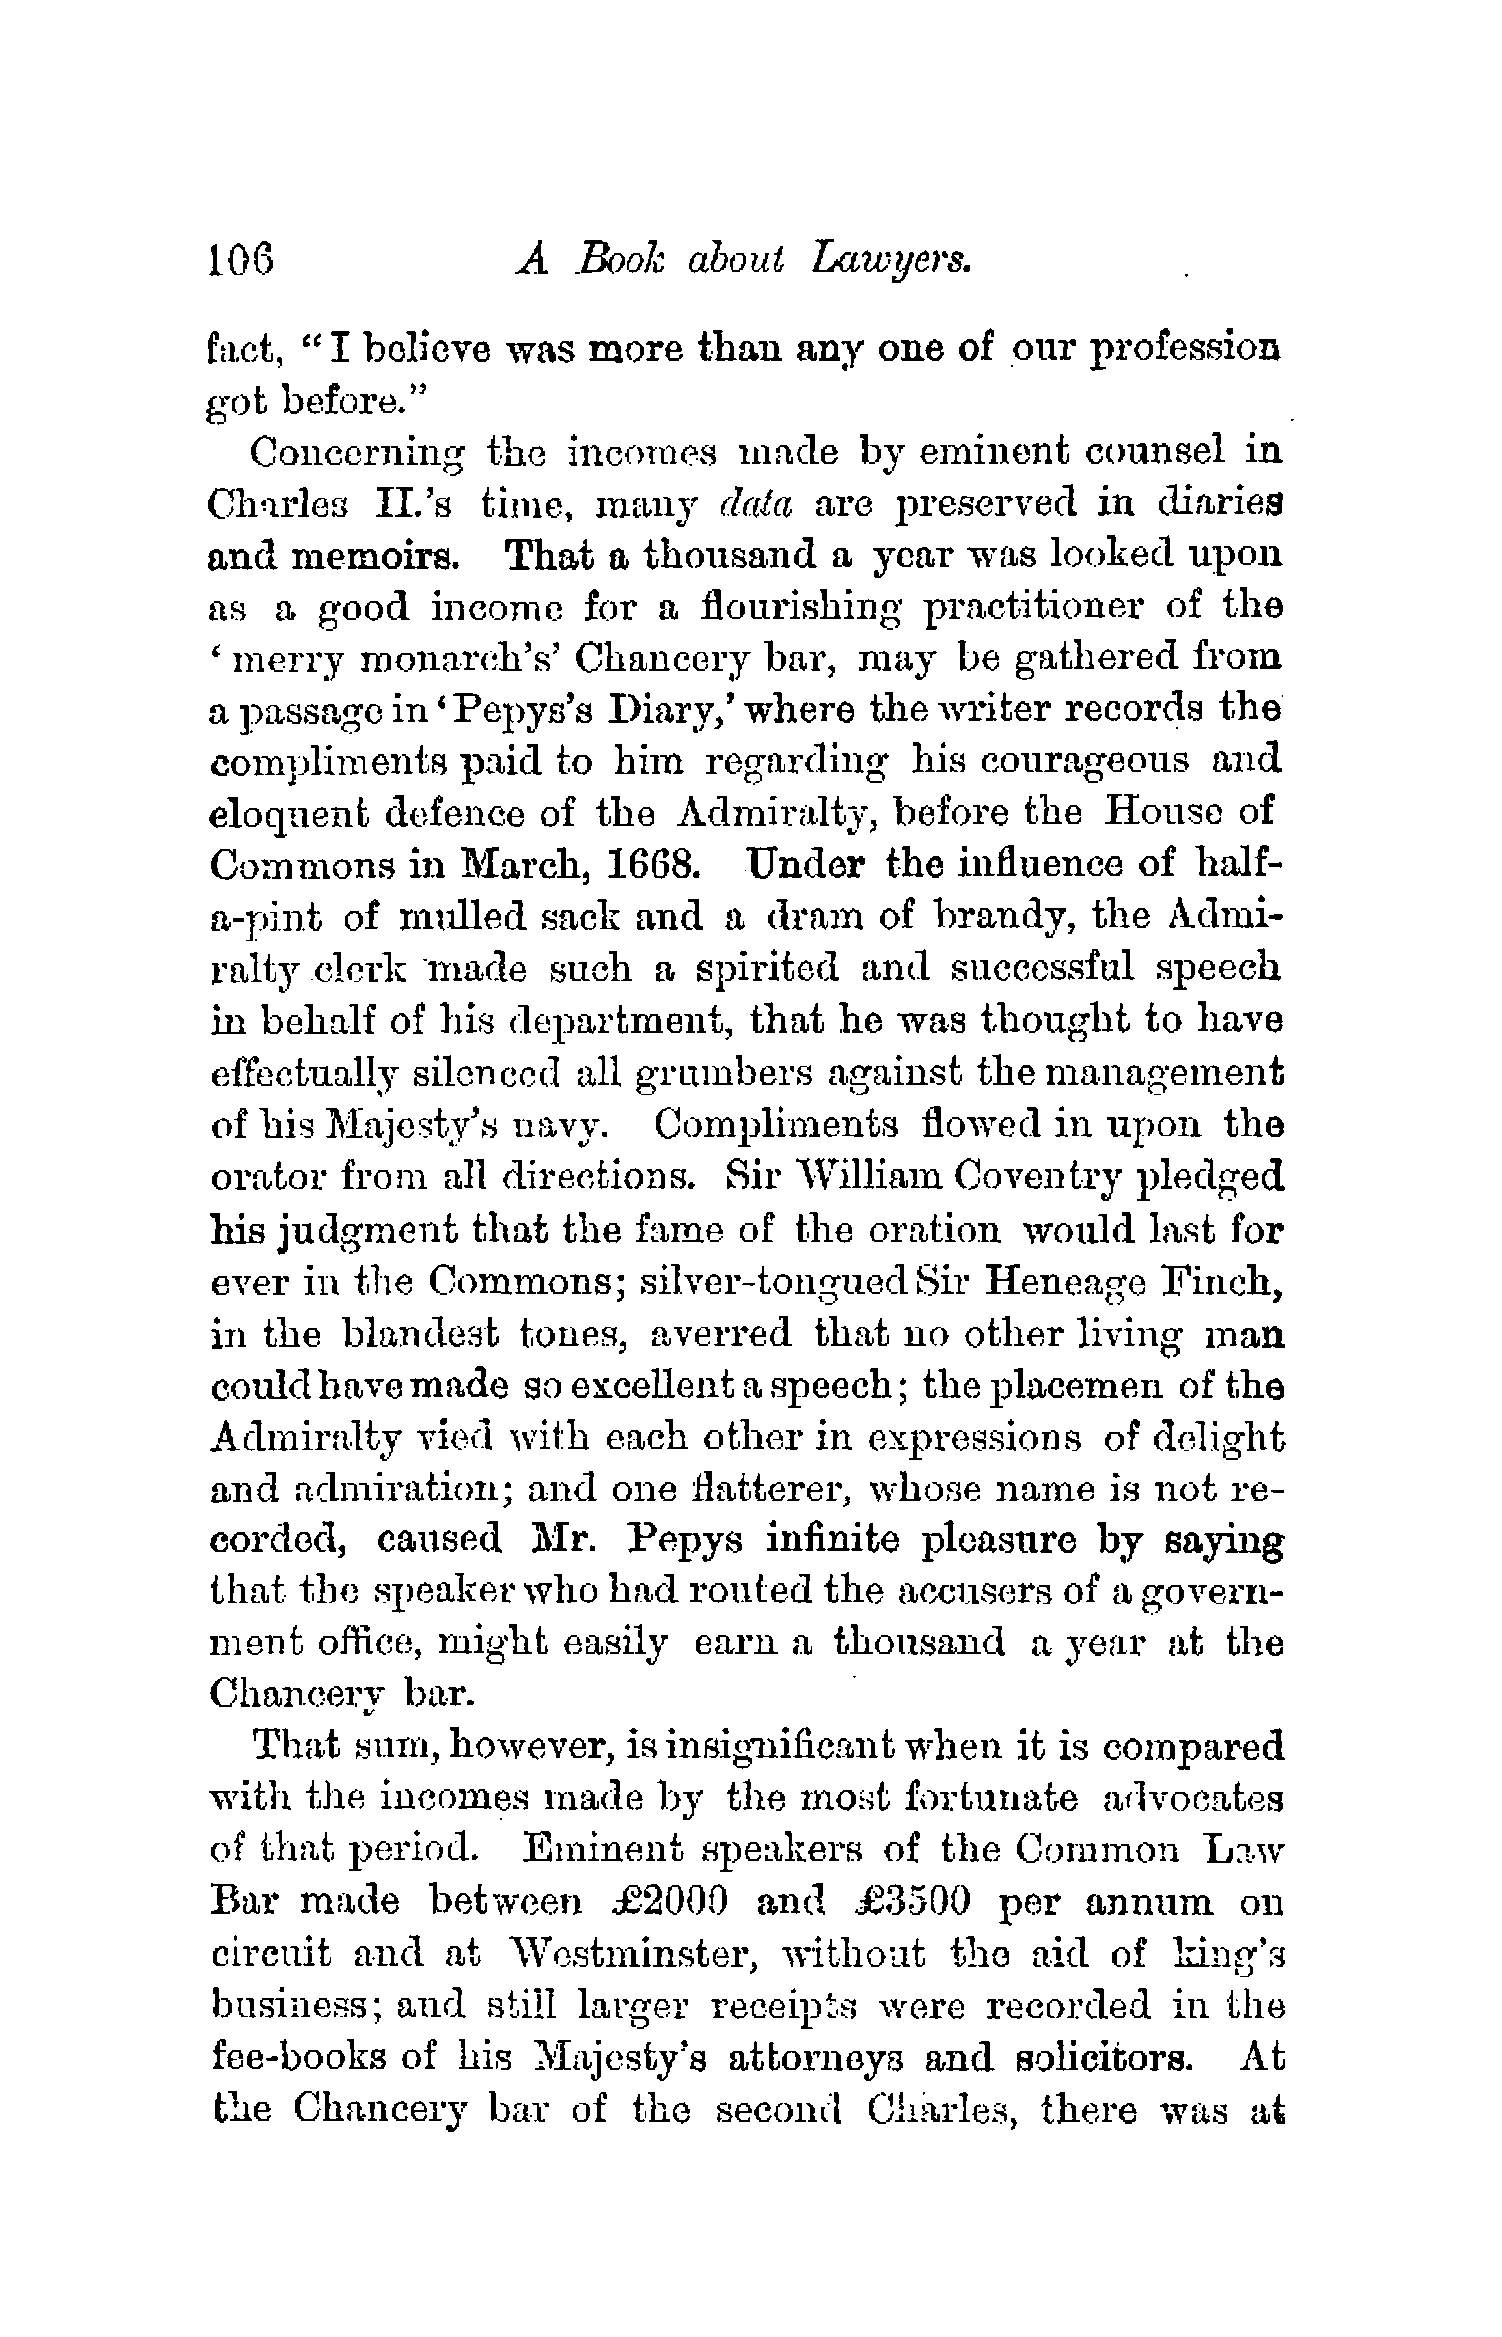 106 A Book about Lawyers.
fact, “I believe was more than any one of our profession
got before.”
Concerning the incomes made by eminent counsel in
Charles II.’s time, many data are preserved in diaries
and memoirs. That a thousand a year was looked upon
as a good income for a flourishing practitioner of the
‘merry monarch’s’ Chancery bar, may be gathered from
a passage in ‘Pepys’s Diary,’ where the writer records the
compliments paid to him regarding his courageous and
eloquent defence of the Admiralty, before the House of
Commons in March, 1668. Under the influence of half-
a-pint of mulled sack and a dram of brandy, the Admi-
ralty clerk made such a spirited and successful speech
in behalf of his department, that he was thought to have
effectually silenced all grumbers against the management
of his Majesty’s navy. Compliments flowed in upon the
orator from all directions. Sir William Coventry pledged
his judgment that the fame of the oration would last for
ever in the Commons; silver-tongued Sir Heneage Finch,
in the blandest tones, averred that no other living man
could have made so excellent a speech; the placemen of the
Admiralty vied with each other in expressions of delight
and admiration; and one flatterer, whose name is not re-
corded, caused Mr. Pepys infinite pleasure by saying
that the speaker who had routed the accusers of a govern-
ment office, might easily earn a thousand a year at the
Chancery bar.
That sum, however, is insignificant when it is compared
with the incomes made by the most fortunate advocates
of that period. Eminent speakers of the Common Law
Bar made between £2000 and £3500 per annum on
circuit and at Westminster, without the aid of king’s
business; and still larger receipts were recorded in the
fee-books of his Majesty’s attorneys and solicitors. At
the Chancery bar of the second Charles, there was at